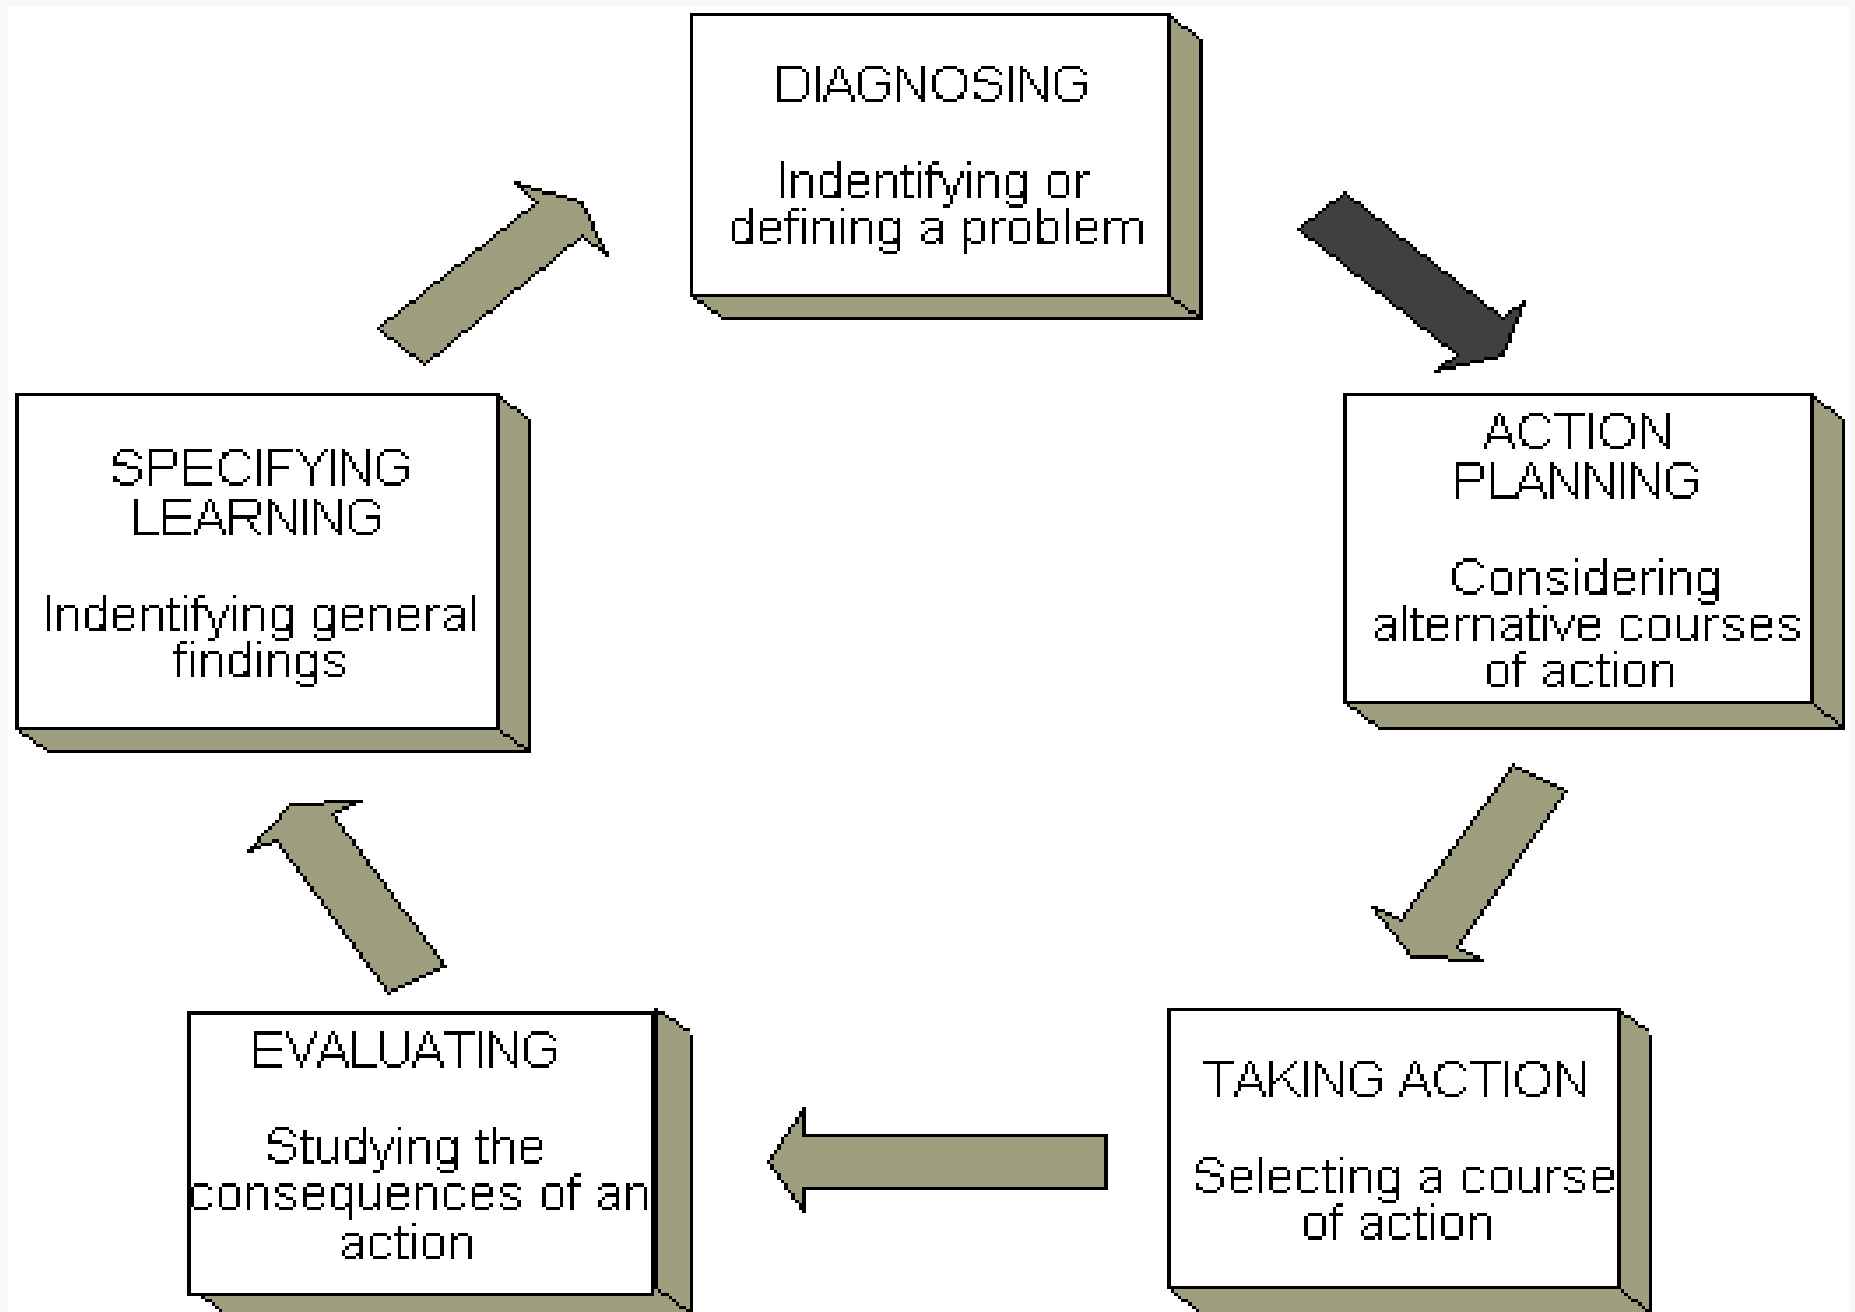 DIAGNOSING
Indentifying or
defining a problem
ACTION
PLANNING
Considering
alternative courses
of action
TAKING ACTION
Selecting a course
of action
EVALUATING
Studying the
consequences of an
action
SPECIFYING
LEARNING
Indentifying general
findings